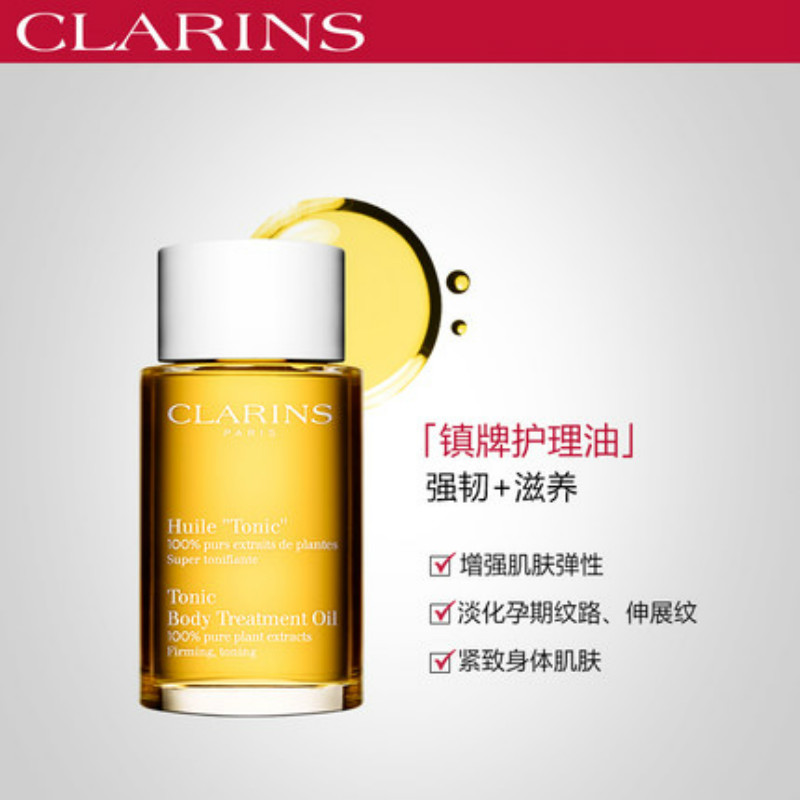 CLARINS
CLARINS
PARIS
Huile "Tonic"
100% purs extraits de plantes
Super tonifiante
Tonic
Body Treatment Oil
100% pure plant extracts
Firming, toning
「镇牌护理油」
强韧+滋养
增强肌肤弹性
淡化孕期纹路、伸展纹
紧致身体肌肤